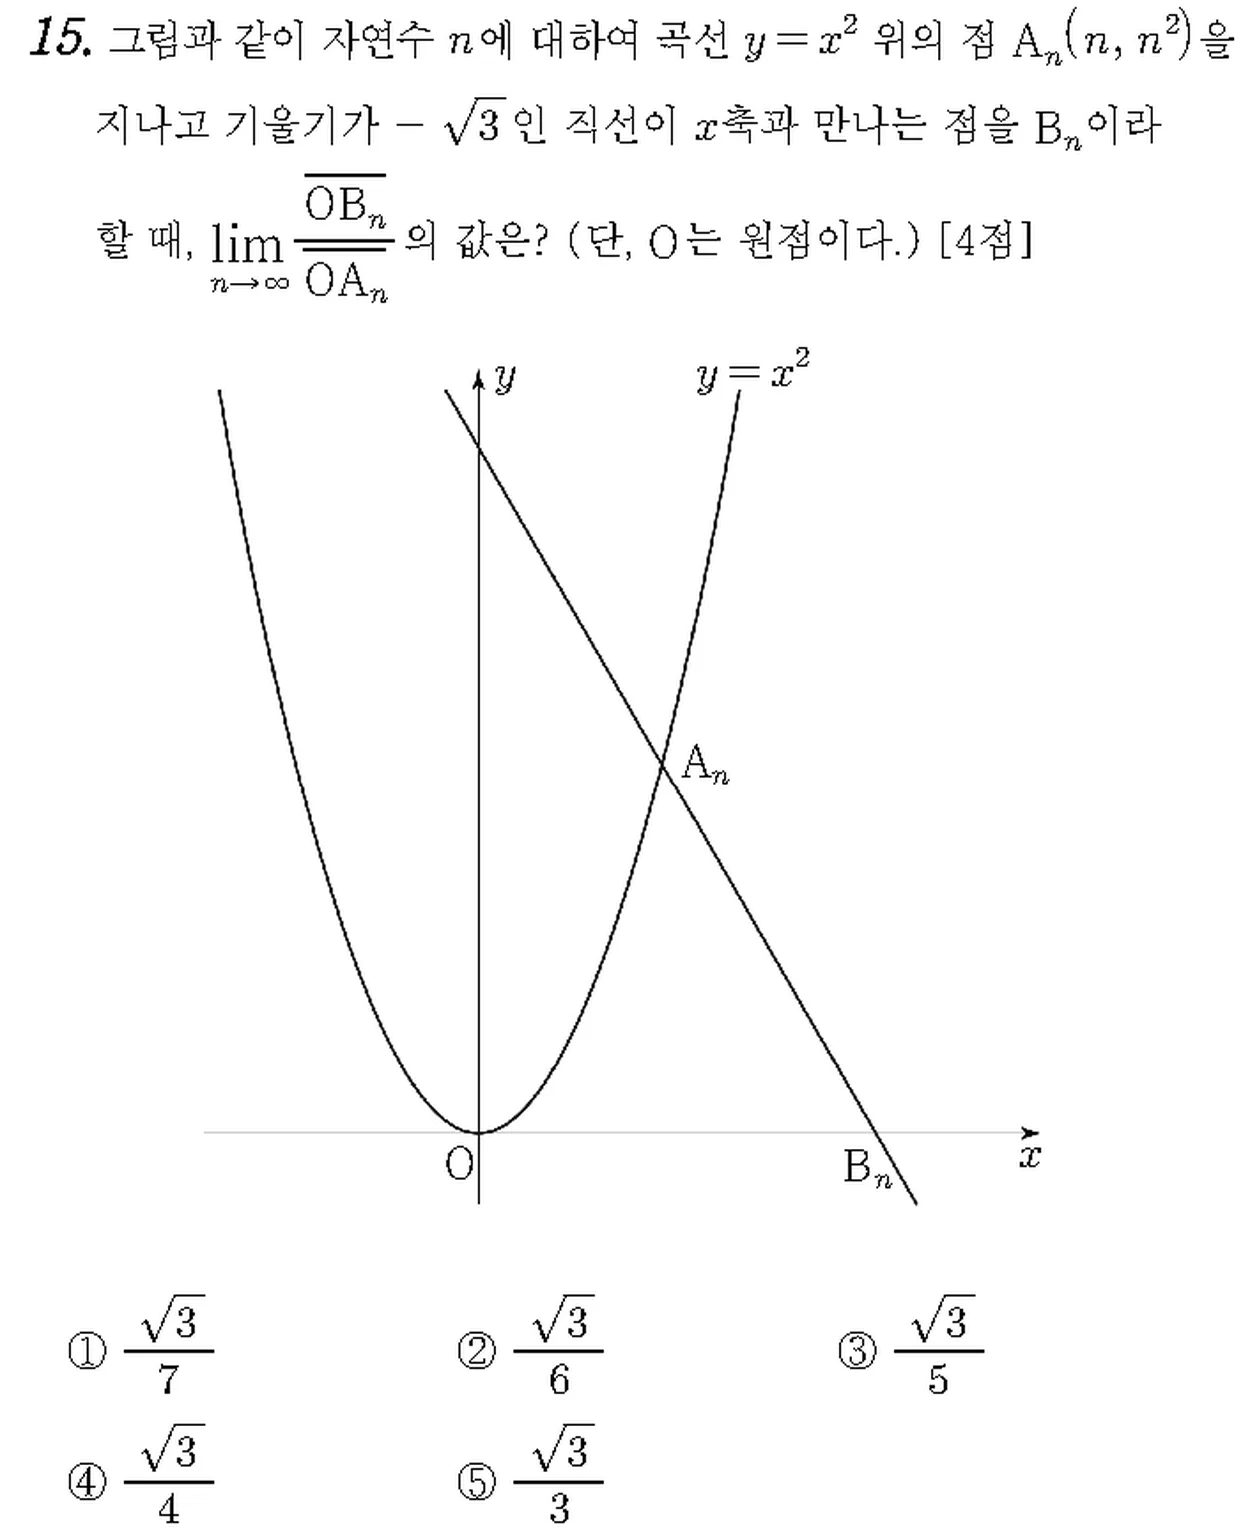 15. 그림과 같이 자연수 n에 대하여 곡선 y=x² 위의 점 Aₙ(n, n²)을
지나고 기울기가 -√3인 직선이 x축과 만나는 점을 Bₙ이라
할 때, lim n→∞ OBₙ/OAₙ의 값은? (단, O는 원점이다.) [4점]
y
y=x²
Aₙ
O
Bₙ
x
① √3/7 ② √3/6 ③ √3/5
④ √3/4 ⑤ √3/3